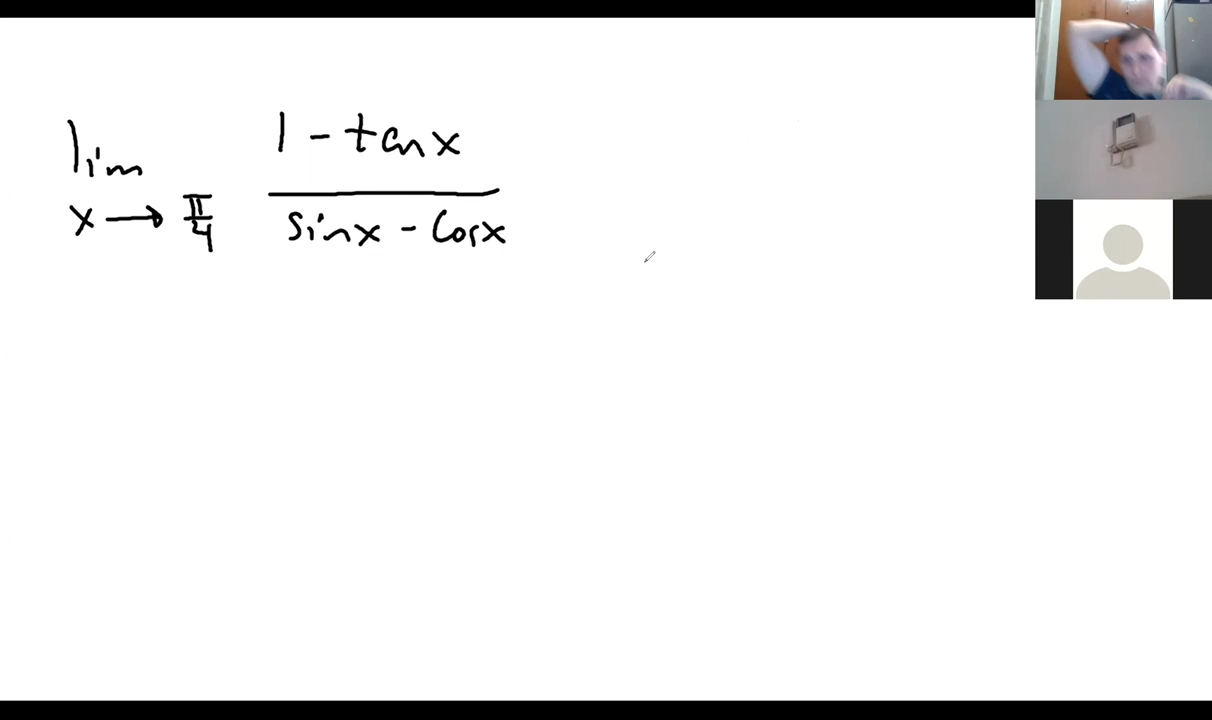 lim 1 - tanx
x → π/4 sinx - cosx